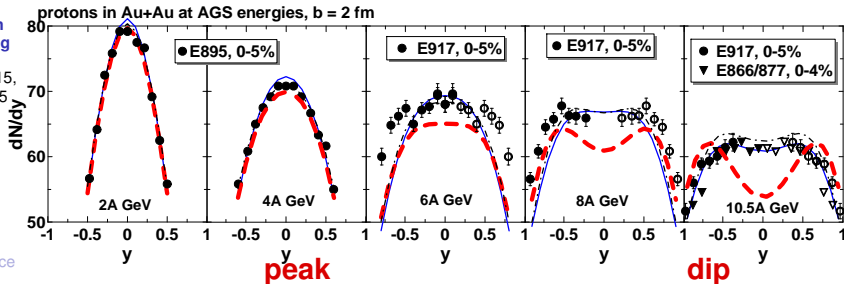 protons in Au+Au at AGS energies, b = 2 fm
n
g
15,
5
ce
dN/dy
80
70
60
50
E895, 0-5%
E917, 0-5%
E917, 0-5%
E917, 0-5%
E866/877, 0-4%
2A GeV
4A GeV
6A GeV
8A GeV
10.5A GeV
-1 -0.5 0 0.5 1 -0.5 0 0.5 1 -0.5 0 0.5 1 -0.5 0 0.5 1 -0.5 0 0.5 1
y y y y y
peak dip